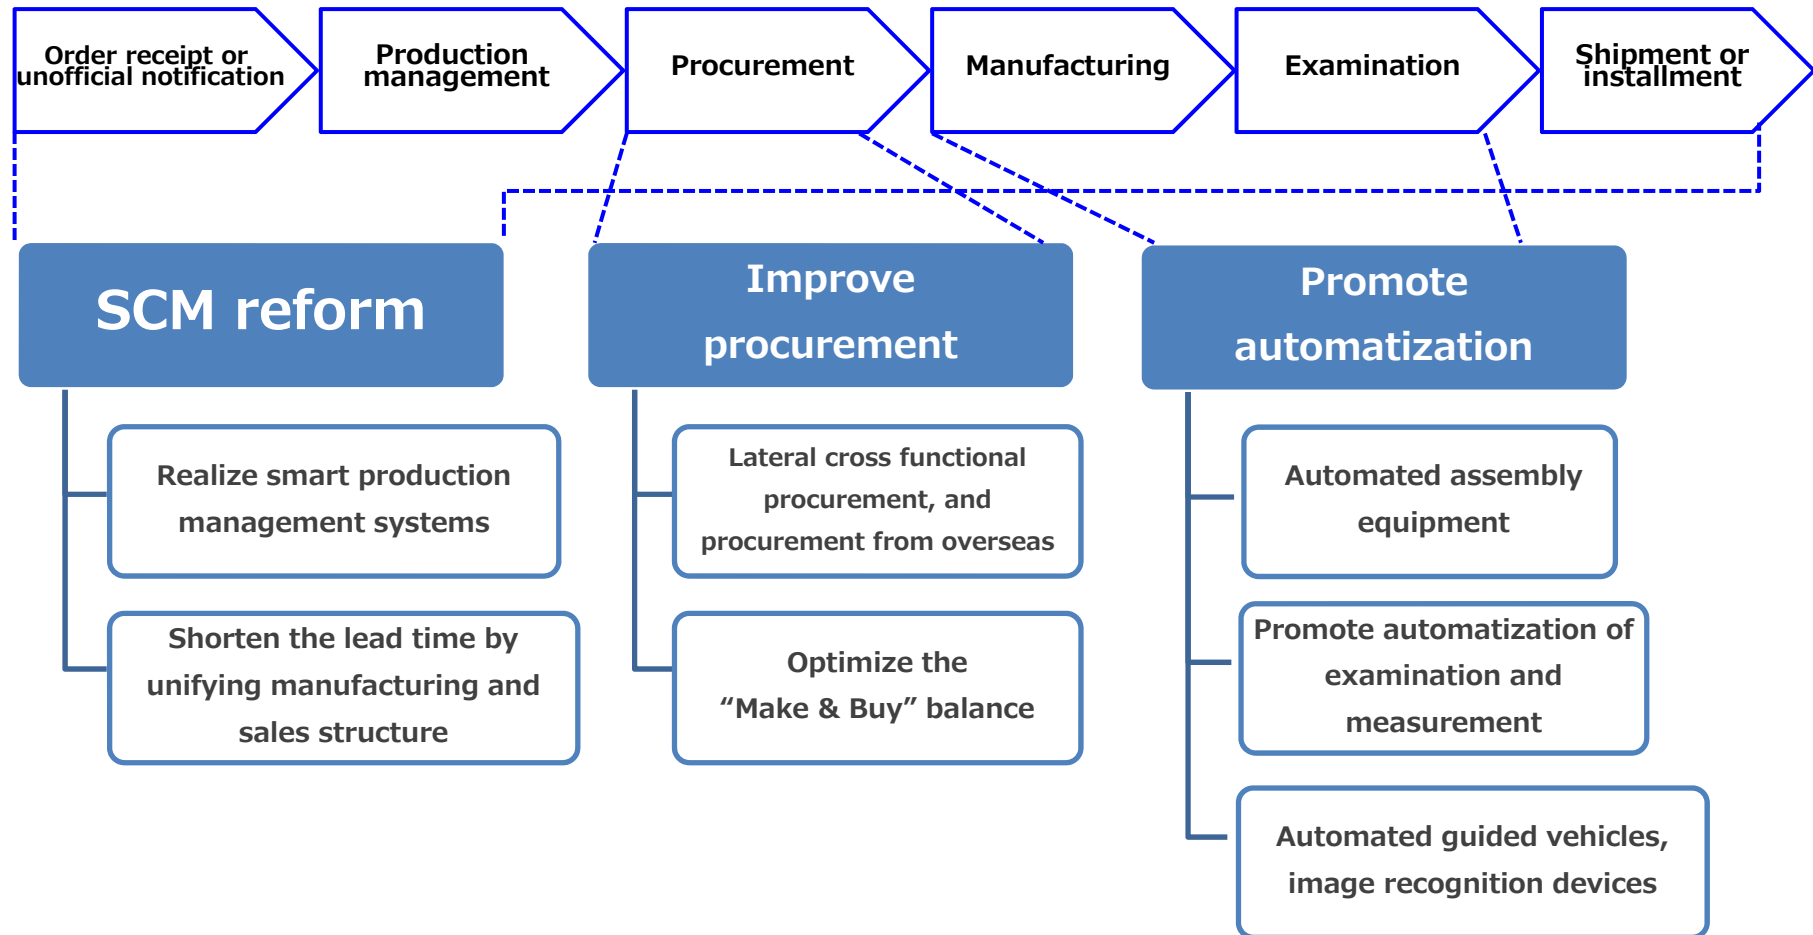 Order receipt or
unofficial notification
Production
management
Procurement
Manufacturing
Examination
Shipment or
installment
SCM reform
Improve
procurement
Promote
automatization
Realize smart production
management systems
Shorten the lead time by
unifying manufacturing and
sales structure
Lateral cross functional
procurement, and
procurement from overseas
Optimize the
“Make & Buy” balance
Automated assembly
equipment
Promote automatization of
examination and
measurement
Automated guided vehicles,
image recognition devices